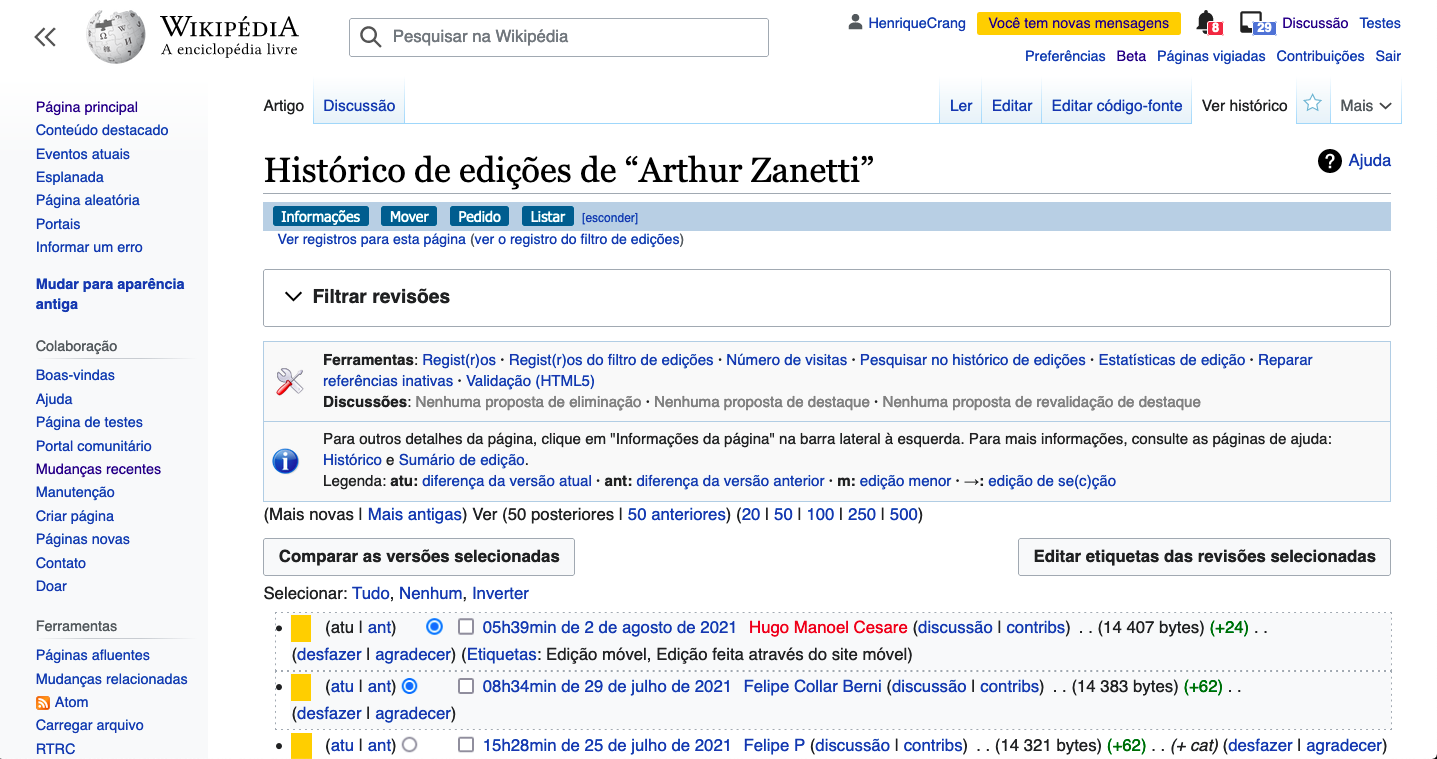 WIKIPÉDIA
A enciclopédia livre
Pesquisar na Wikipédia
HenriqueCrang Você tem novas mensagens 8 29 Discussão Testes
Preferências Beta Páginas vigiadas Contribuições Sair
Página principal
Conteúdo destacado
Eventos atuais
Esplanada
Página aleatória
Portais
Informar um erro
Mudar para aparência
antiga
Colaboração
Boas-vindas
Ajuda
Página de testes
Portal comunitário
Mudanças recentes
Manutenção
Criar página
Páginas novas
Contato
Doar
Ferramentas
Páginas afluentes
Mudanças relacionadas
Atom
Carregar arquivo
RTRC
Artigo Discussão Ler Editar Editar código-fonte Ver histórico Mais
Histórico de edições de “Arthur Zanetti”
? Ajuda
Informações Mover Pedido Listar [esconder]
Ver registros para esta página (ver o registro do filtro de edições)
Filtrar revisões
Ferramentas: Regist(r)os · Regist(r)os do filtro de edições · Número de visitas · Pesquisar no histórico de edições · Estatísticas de edição · Reparar
referências inativas · Validação (HTML5)
Discussões: Nenhuma proposta de eliminação · Nenhuma proposta de destaque · Nenhuma proposta de revalidação de destaque
Para outros detalhes da página, clique em "Informações da página" na barra lateral à esquerda. Para mais informações, consulte as páginas de ajuda:
Histórico e Sumário de edição.
Legenda: atu: diferença da versão atual · ant: diferença da versão anterior · m: edição menor · →: edição de se(c)ção
(Mais novas | Mais antigas) Ver (50 posteriores | 50 anteriores) (20 | 50 | 100 | 250 | 500)
Comparar as versões selecionadas Editar etiquetas das revisões selecionadas
Selecionar: Tudo, Nenhum, Inverter
(atu | ant) 05h39min de 2 de agosto de 2021 Hugo Manoel Cesare (discussão | contribs) . . (14 407 bytes) (+24) . .
(desfazer | agradecer) (Etiquetas: Edição móvel, Edição feita através do site móvel)
(atu | ant) 08h34min de 29 de julho de 2021 Felipe Collar Berni (discussão | contribs) . . (14 383 bytes) (+62) . .
(desfazer | agradecer)
(atu | ant) 15h28min de 25 de julho de 2021 Felipe P (discussão | contribs) . . (14 321 bytes) (+62) . . (+ cat) (desfazer | agradecer)